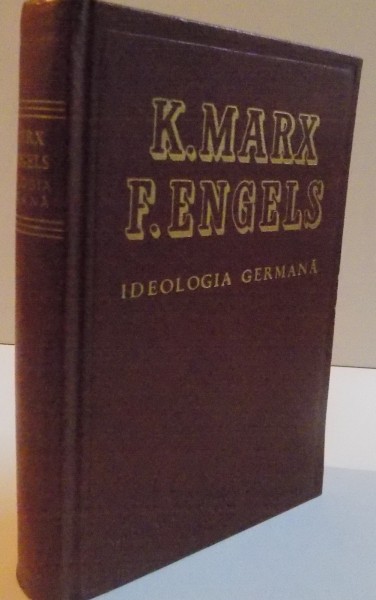 K. MARX
F. ENGELS
IDEOLOGIA GERMANĂ